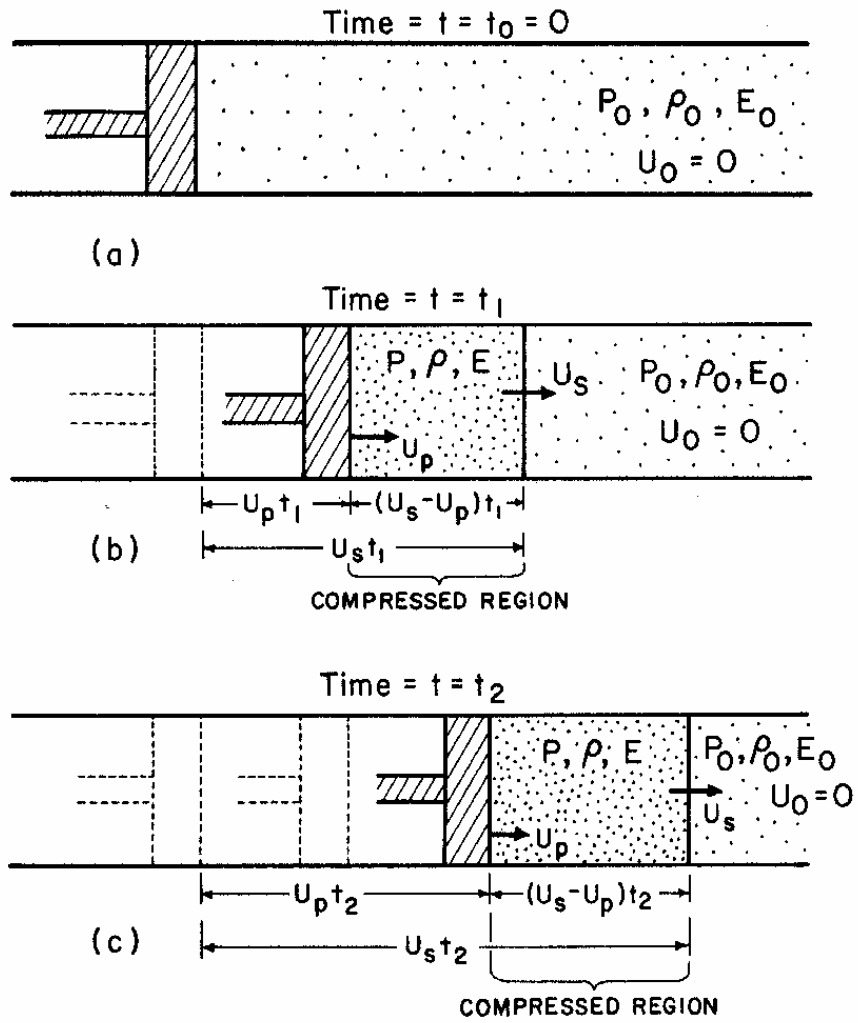 Time = t = t₀ = 0
P₀, ρ₀, E₀
U₀ = 0
(a)
Time = t = t₁
P, ρ, E
Uₛ
P₀, ρ₀, E₀
Uₚ
U₀ = 0
Uₚt₁
(Uₛ-Uₚ)t₁
(b)
Uₛt₁
COMPRESSED REGION
Time = t = t₂
P, ρ, E
P₀, ρ₀, E₀
Uₛ
U₀=0
Uₚ
Uₚt₂
(Uₛ-Uₚ)t₂
(c)
Uₛt₂
COMPRESSED REGION